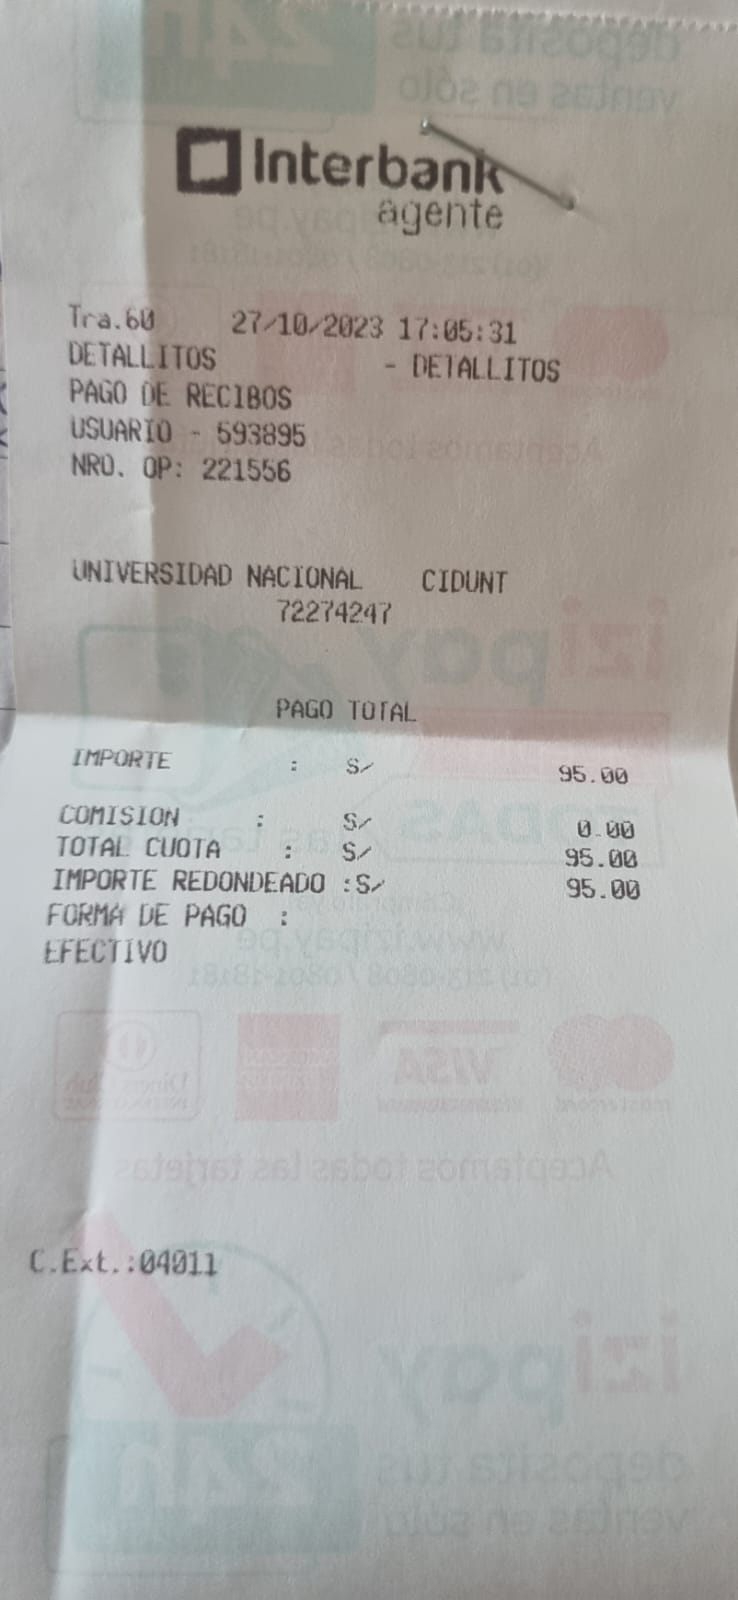 Interbank
agente
Tra.60 27/10/2023 17:05:31
DETALLITOS - DETALLITOS
PAGO DE RECIBOS
USUARIO - 593895
NRO. OP: 221556
UNIVERSIDAD NACIONAL CIDUNT
72274247
PAGO TOTAL
IMPORTE : S/ 95.00
COMISION : S/ 0.00
TOTAL CUOTA : S/ 95.00
IMPORTE REDONDEADO :S/ 95.00
FORMA DE PAGO :
EFECTIVO
C.Ext.:04011